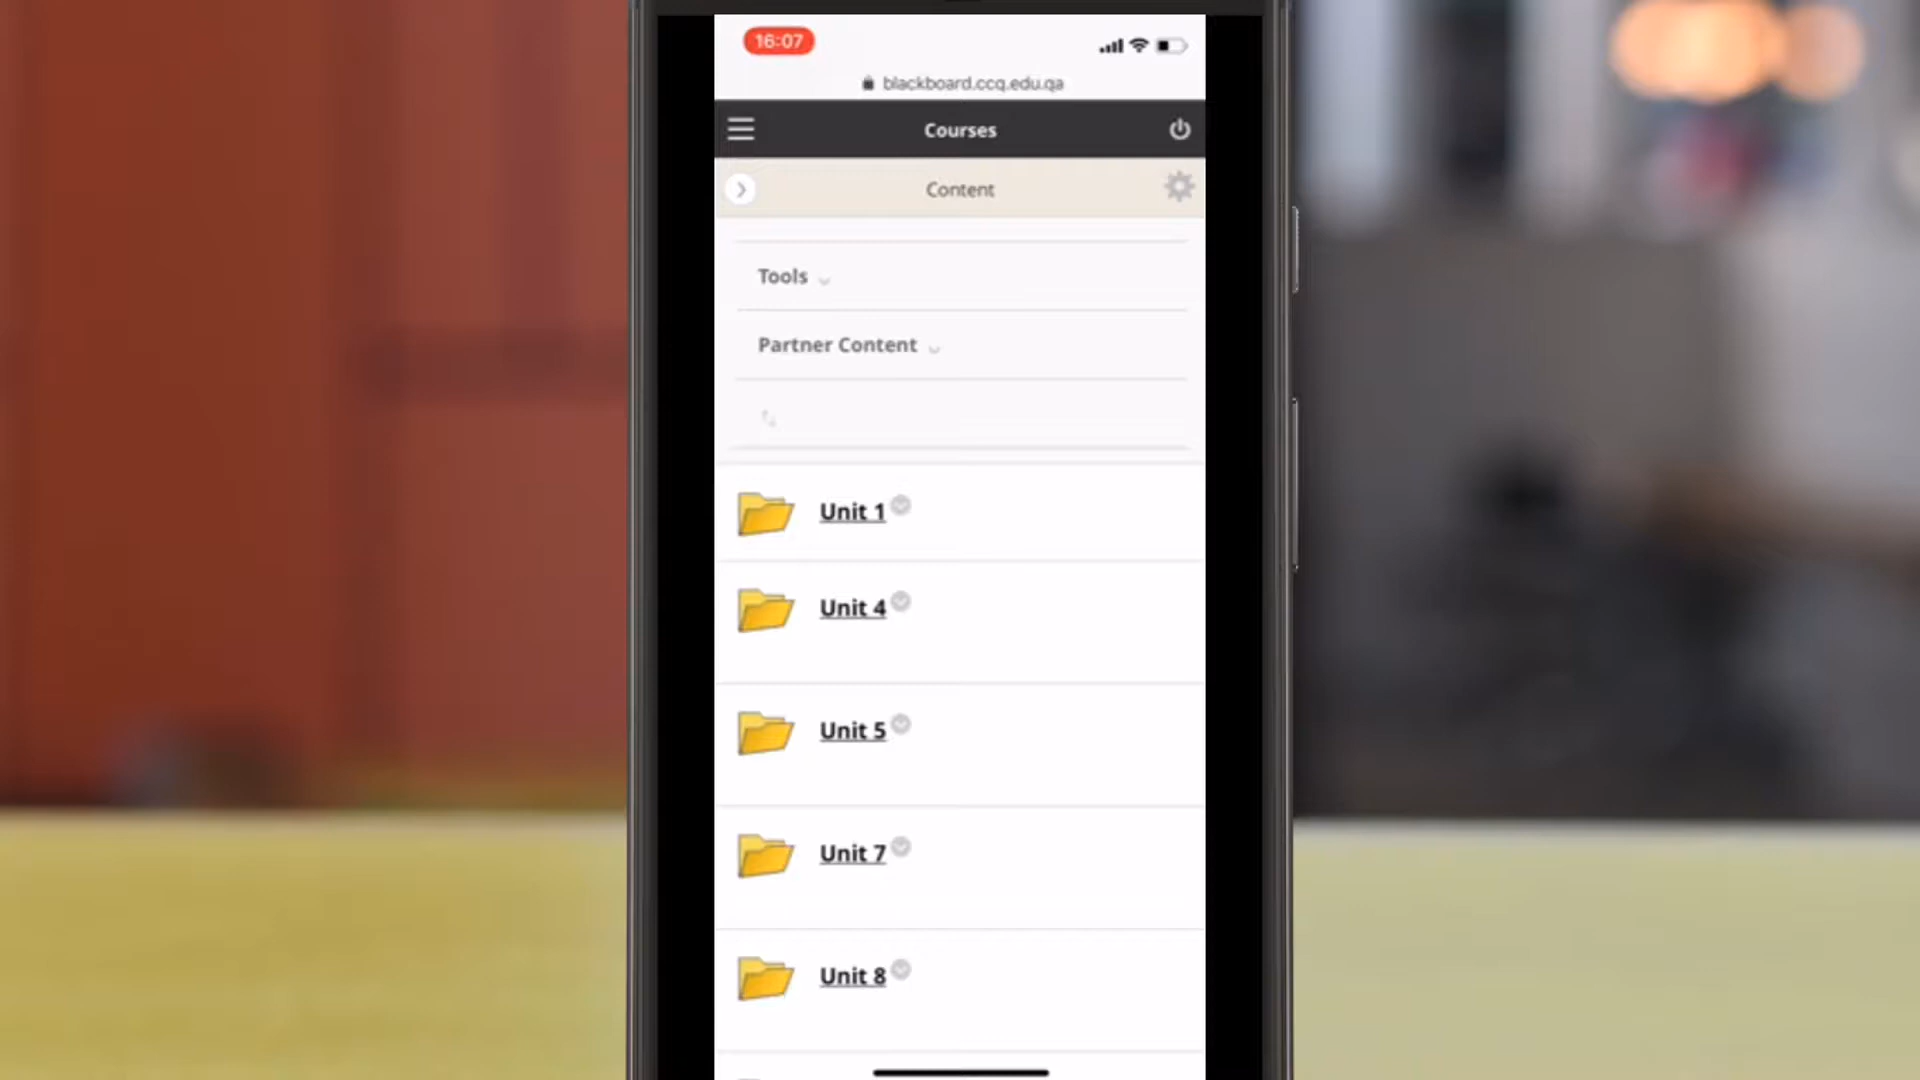 16:07
blackboard.ccq.edu.qa
Courses
Content
Tools
Partner Content
Unit 1
Unit 4
Unit 5
Unit 7
Unit 8